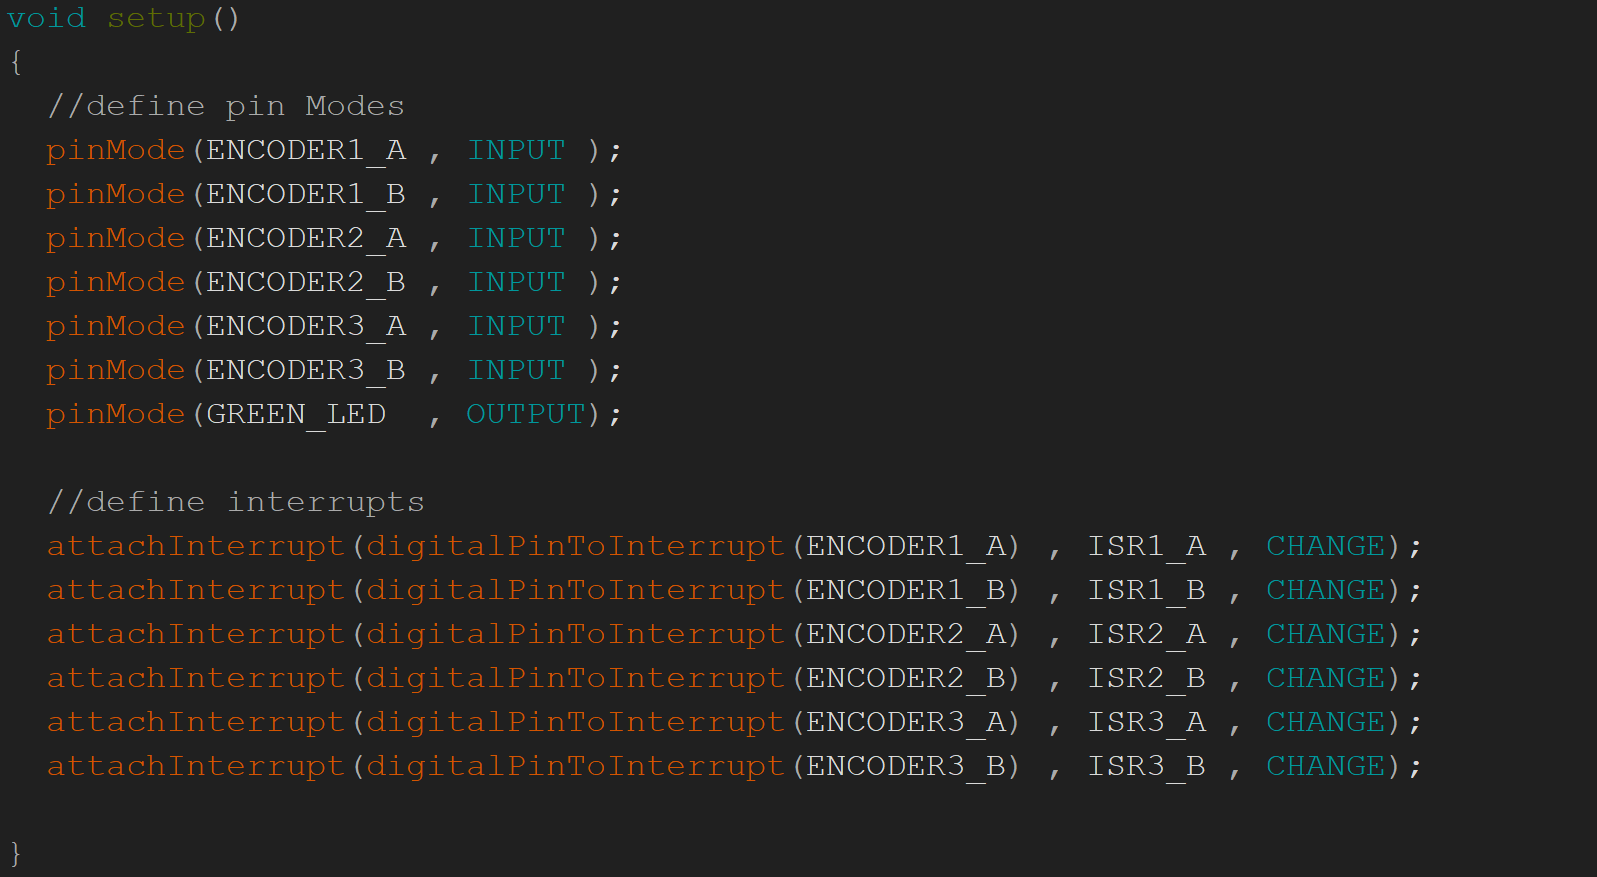 void setup()
{
  //define pin Modes
  pinMode(ENCODER1_A , INPUT );
  pinMode(ENCODER1_B , INPUT );
  pinMode(ENCODER2_A , INPUT );
  pinMode(ENCODER2_B , INPUT );
  pinMode(ENCODER3_A , INPUT );
  pinMode(ENCODER3_B , INPUT );
  pinMode(GREEN_LED  , OUTPUT);

  //define interrupts
  attachInterrupt(digitalPinToInterrupt(ENCODER1_A) , ISR1_A , CHANGE);
  attachInterrupt(digitalPinToInterrupt(ENCODER1_B) , ISR1_B , CHANGE);
  attachInterrupt(digitalPinToInterrupt(ENCODER2_A) , ISR2_A , CHANGE);
  attachInterrupt(digitalPinToInterrupt(ENCODER2_B) , ISR2_B , CHANGE);
  attachInterrupt(digitalPinToInterrupt(ENCODER3_A) , ISR3_A , CHANGE);
  attachInterrupt(digitalPinToInterrupt(ENCODER3_B) , ISR3_B , CHANGE);

}